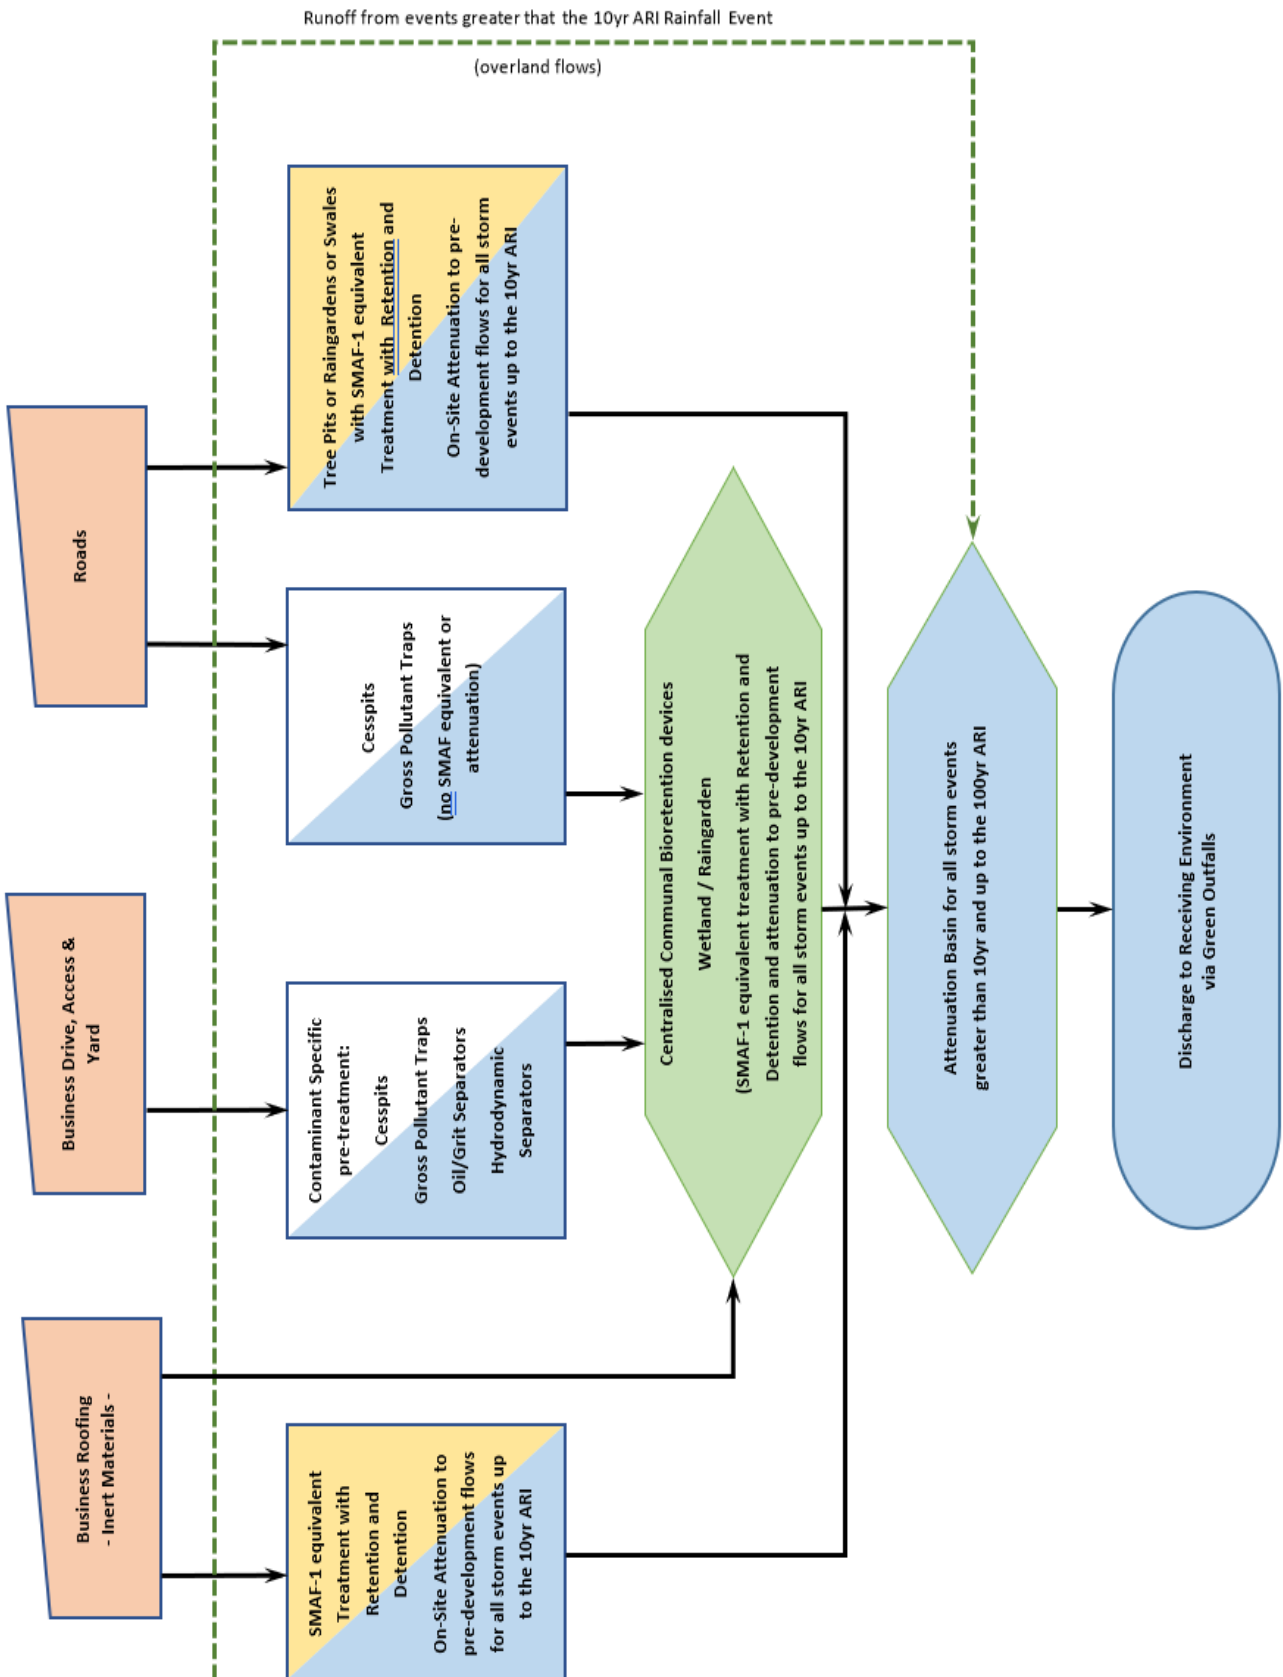 Runoff from events greater that the 10yr ARI Rainfall Event
(overland flows)
Business Roofing
- Inert Materials -
Business Drive, Access &
Yard
Roads
SMAF-1 equivalent
Treatment with
Retention and
Detention
On-Site Attenuation to
pre-development flows
for all storm events up
to the 10yr ARI
Contaminant Specific
pre-treatment:
Cesspits
Gross Pollutant Traps
Oil/Grit Separators
Hydrodynamic
Separators
Cesspits
Gross Pollutant Traps
(no SMAF equivalent or
attenuation)
Tree Pits or Raingardens or Swales
with SMAF-1 equivalent
Treatment with Retention and
Detention
On-Site Attenuation to pre-
development flows for all storm
events up to the 10yr ARI
Centralised Communal Bioretention devices
Wetland / Raingarden
(SMAF-1 equivalent treatment with Retention and
Detention and attenuation to pre-development
flows for all storm events up to the 10yr ARI
Attenuation Basin for all storm events
greater than 10yr and up to the 100yr ARI
Discharge to Receiving Environment
via Green Outfalls